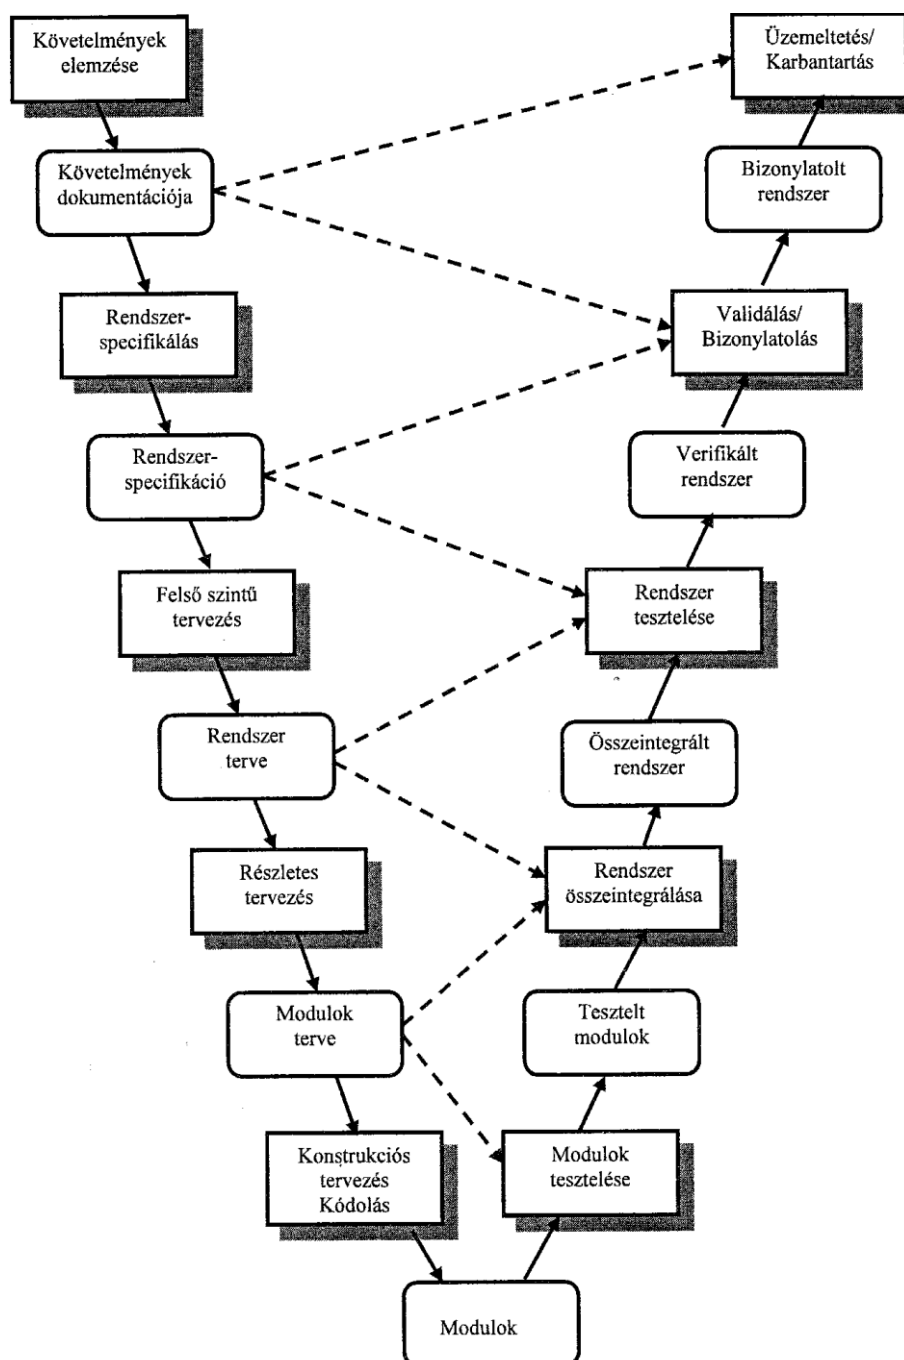 Követelmények
elemzése
Követelmények
dokumentációja
Rendszer-
specifikálás
Rendszer-
specifikáció
Felső szintű
tervezés
Rendszer
terve
Részletes
tervezés
Modulok
terve
Konstrukciós
tervezés
Kódolás
Modulok
Modulok
tesztelése
Tesztelt
modulok
Rendszer
összeintegrálása
Összeintegrált
rendszer
Rendszer
tesztelése
Verifikált
rendszer
Validálás/
Bizonylatolás
Bizonylatolt
rendszer
Üzemeltetés/
Karbantartás